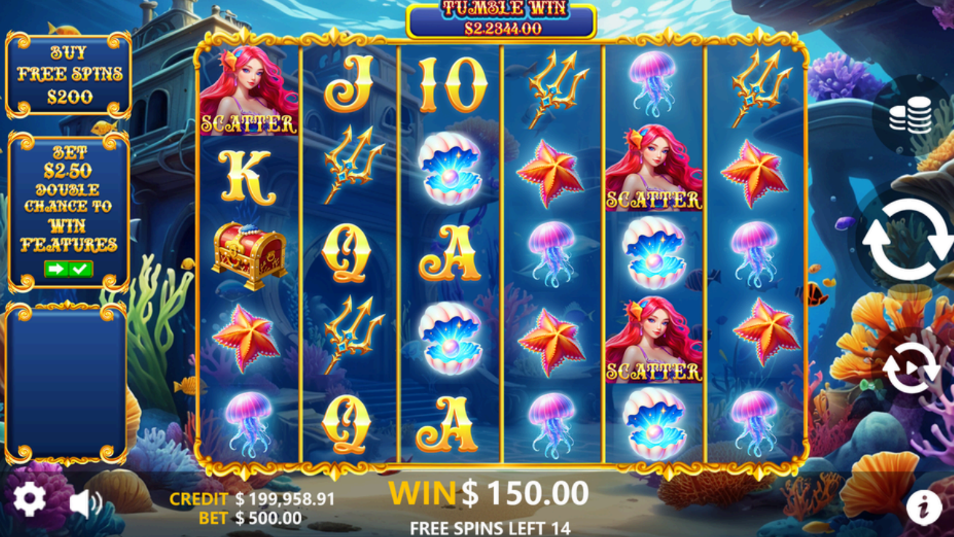 TUMBLE WIN
$2-2344.00
BUY
FREE SPINS
$200
BET
$2.50
DOUBLE
CHANCE TO
WIN
FEATURES
SCATTER
J
10
K
SCATTER
Q
A
SCATTER
Q
A
CREDIT $199,958.91
BET $500.00
WIN $150.00
FREE SPINS LEFT 14
i